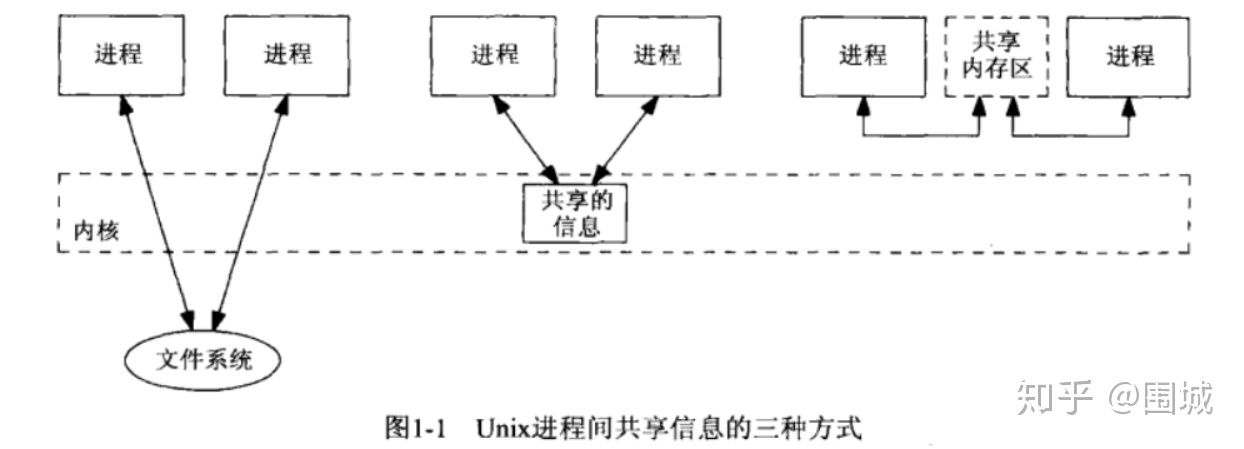 进程
进程
进程
进程
进程
共享
内存区
进程
共享的
信息
内核
文件系统
知乎 @围城
图1-1 Unix进程间共享信息的三种方式